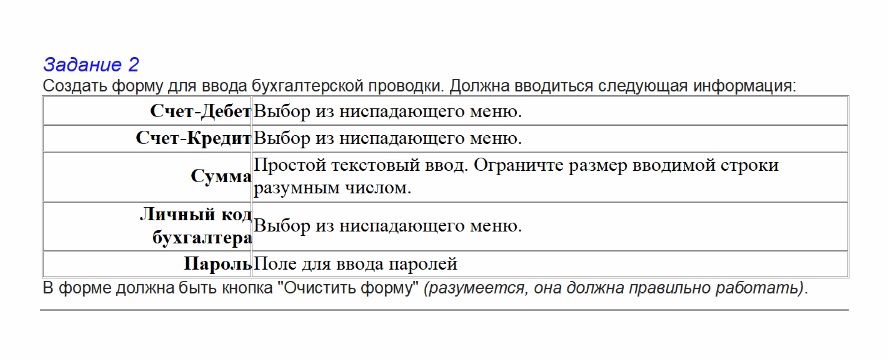 Задание 2
Создать форму для ввода бухгалтерской проводки. Должна вводиться следующая информация:
Счет-Дебет Выбор из ниспадающего меню.
Счет-Кредит Выбор из ниспадающего меню.
Сумма Простой текстовый ввод. Ограничте размер вводимой строки
разумным числом.
Личный код
бухгалтера Выбор из ниспадающего меню.
Пароль Поле для ввода паролей
В форме должна быть кнопка "Очистить форму" (разумеется, она должна правильно работать).